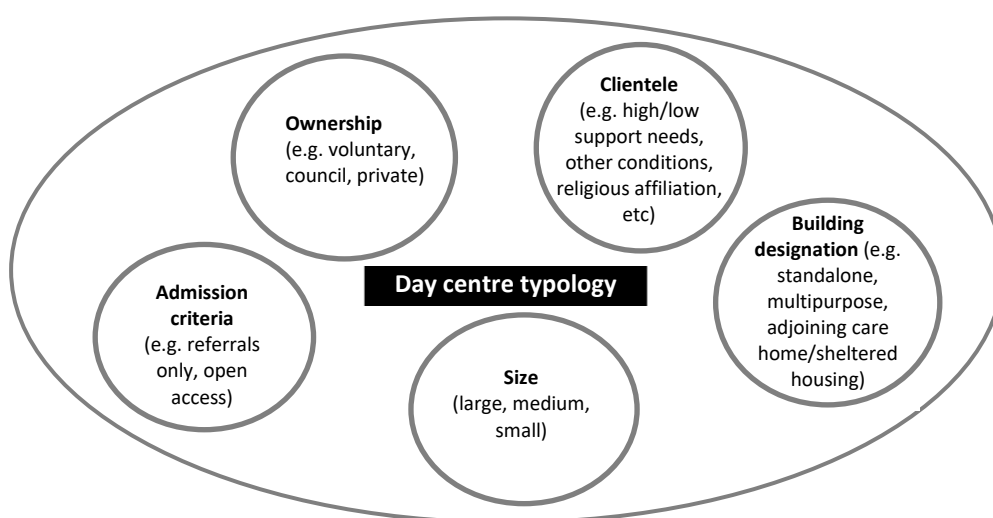 Ownership
(e.g. voluntary,
council, private)
Clientele
(e.g. high/low
support needs,
other conditions,
religious affiliation,
etc)
Building
designation (e.g.
standalone,
multipurpose,
adjoining care
home/sheltered
housing)
Day centre typology
Admission
criteria
(e.g. referrals
only, open
access)
Size
(large, medium,
small)